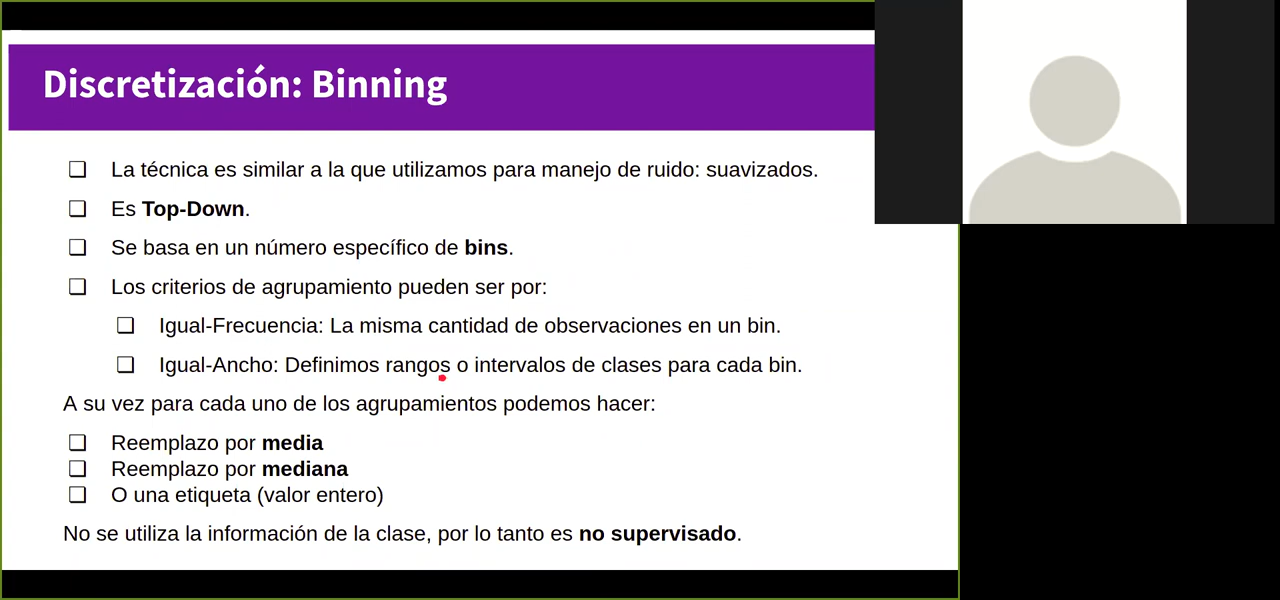 Discretización: Binning
La técnica es similar a la que utilizamos para manejo de ruido: suavizados.
Es Top-Down.
Se basa en un número específico de bins.
Los criterios de agrupamiento pueden ser por:
Igual-Frecuencia: La misma cantidad de observaciones en un bin.
Igual-Ancho: Definimos rangos o intervalos de clases para cada bin.
A su vez para cada uno de los agrupamientos podemos hacer:
Reemplazo por media
Reemplazo por mediana
O una etiqueta (valor entero)
No se utiliza la información de la clase, por lo tanto es no supervisado.